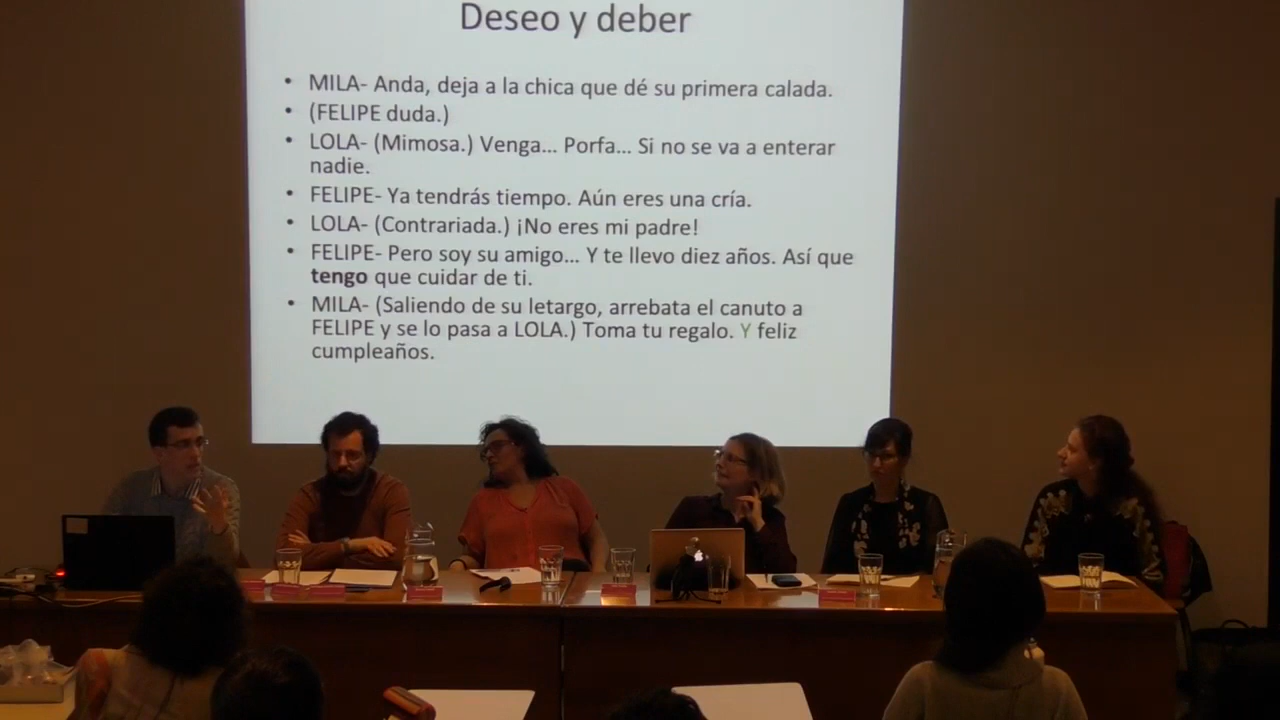 Deseo y deber
• MILA- Anda, deja a la chica que dé su primera calada.
• (FELIPE duda.)
• LOLA- (Mimosa.) Venga... Porfa... Si no se va a enterar
nadie.
• FELIPE- Ya tendrás tiempo. Aún eres una cría.
• LOLA- (Contrariada.) ¡No eres mi padre!
• FELIPE- Pero soy su amigo... Y te llevo diez años. Así que
tengo que cuidar de ti.
• MILA- (Saliendo de su letargo, arrebata el canuto a
FELIPE y se lo pasa a LOLA.) Toma tu regalo. Y feliz
cumpleaños.